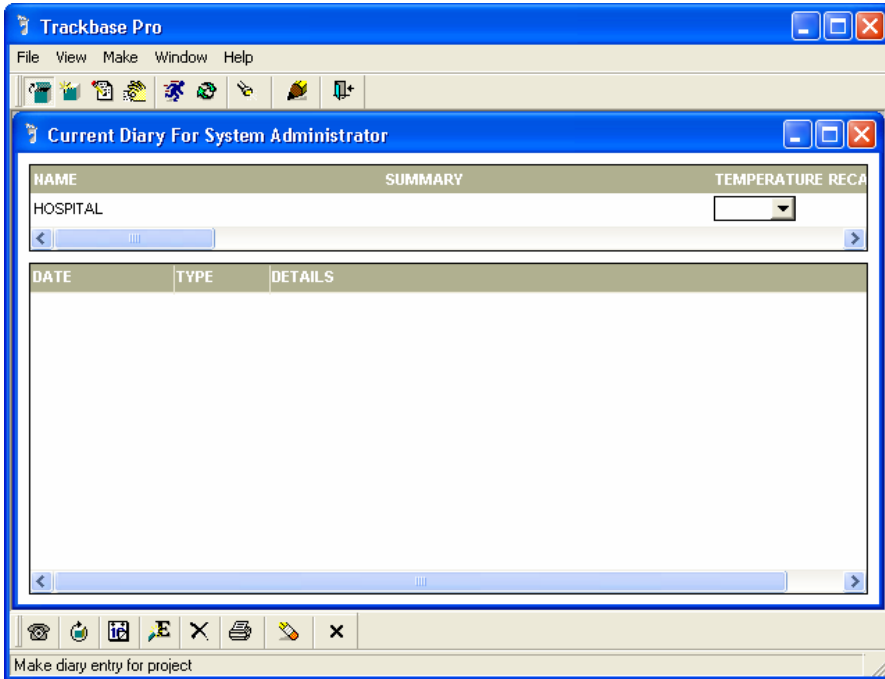 Trackbase Pro
File View Make Window Help
Current Diary For System Administrator
NAME SUMMARY TEMPERATURE RECA
HOSPITAL
DATE TYPE DETAILS
Make diary entry for project